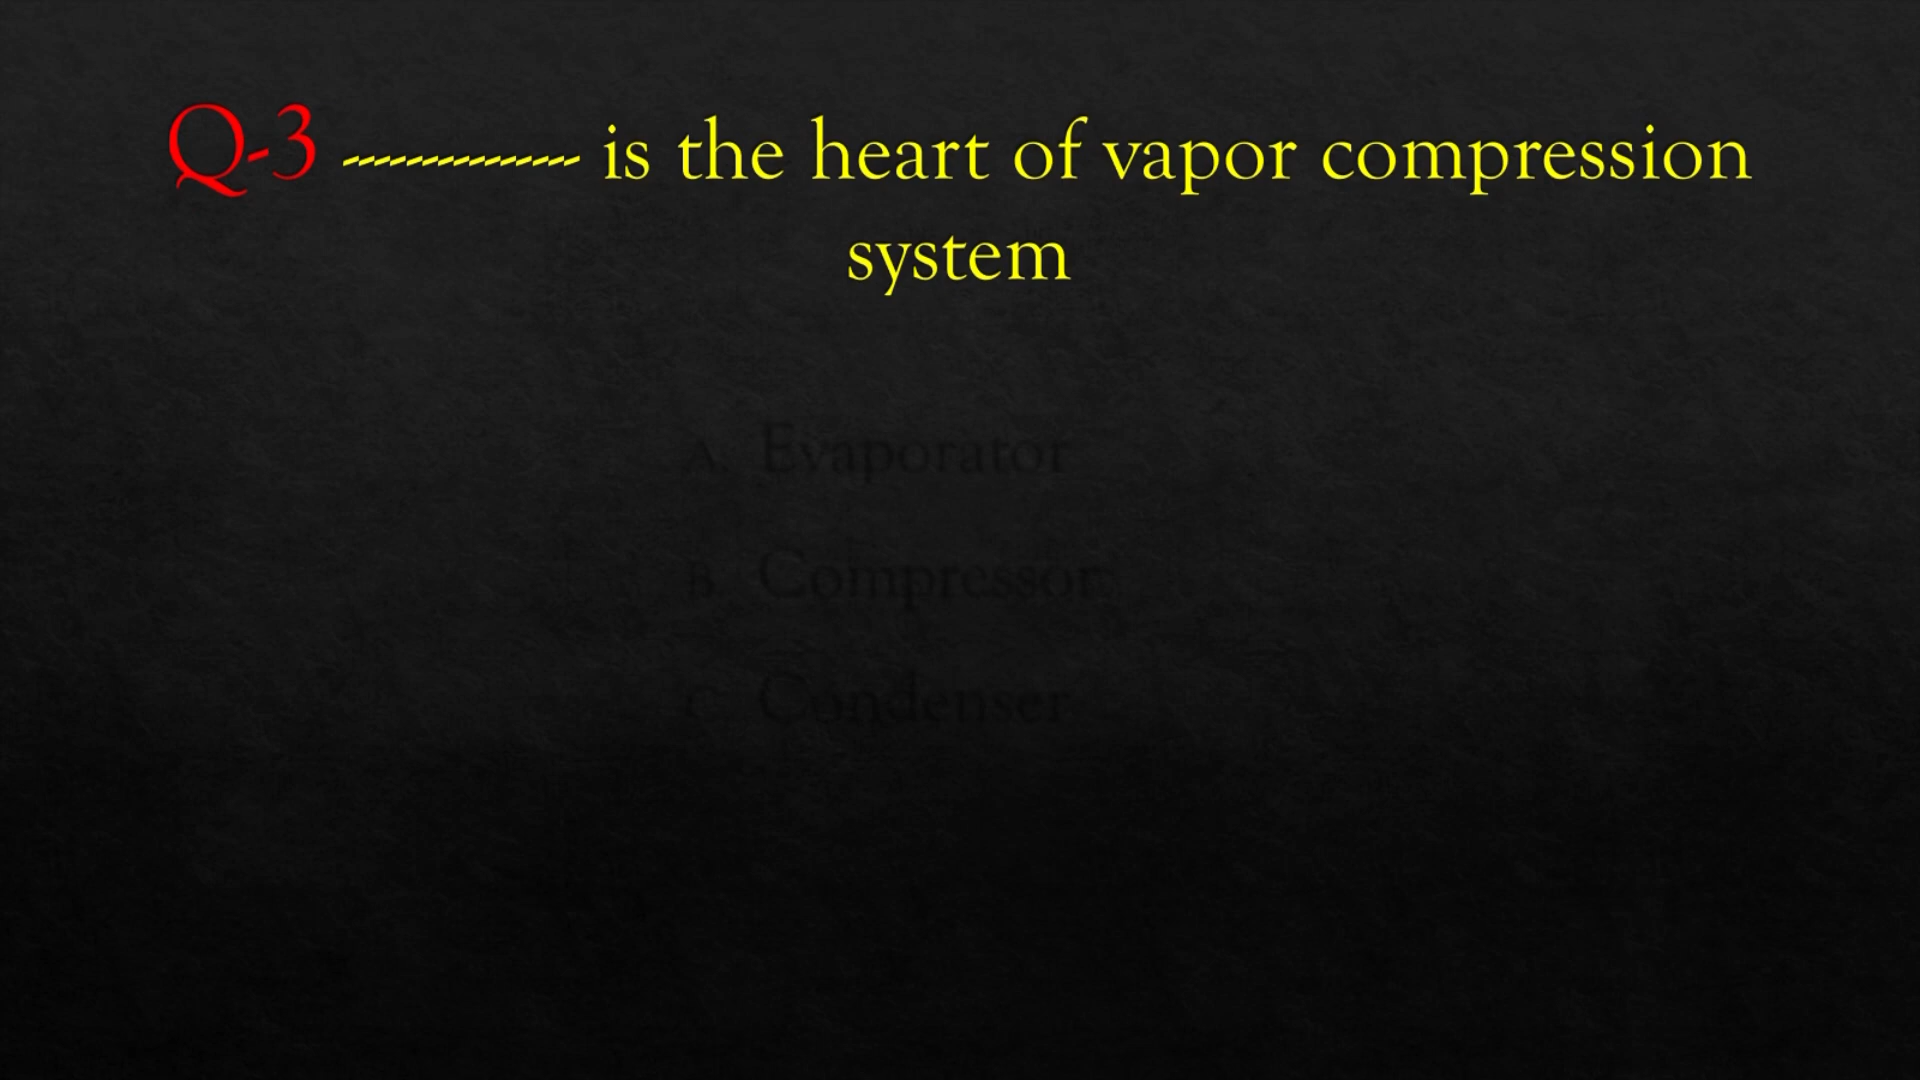 Q-3 --------------- is the heart of vapor compression
system
A. Evaporator
B. Compressor
C. Condenser